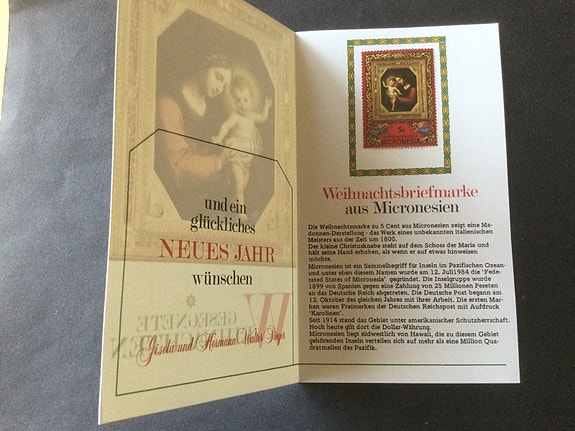 und ein
glückliches
NEUES JAHR
wünschen
GESEGNETE
WEIHNACHTEN
Gisela und Hermann
5c
MICRONESIA
Weihnachtsbriefmarke
aus Micronesien
Die Weihnachtsmarke zu 5 Cent aus Micronesien zeigt eine Ma-
donnen-Darstellung - das Werk eines unbekannten italienischen
Meisters aus der Zeit um 1800.
Der kleine Christusknabe steht auf dem Schoss der Maria und
hält seine Hand erhoben, als wenn er auf etwas hinweisen
möchte.
Micronesien ist ein Sammelbegriff für Inseln im Pazifischen Ozean-
und unter eben diesem Namen wurde am 12. Juli1984 die "Fede-
rated States of Micronesia" gegründet. Die Inselgruppe wurde
1899 von Spanien gegen eine Zahlung von 25 Millionen Peseten
an das Deutsche Reich abgetreten. Die Deutsche Post begann am
12. Oktober des gleichen Jahres mit ihrer Arbeit. Die ersten Mar-
ken waren Freimarken der Deutschen Reichspost mit Aufdruck
"Karolinen".
Seit 1914 stand das Gebiet unter amerikanischer Schutzherrschaft.
Noch heute gilt dort die Dollar-Währung.
Micronesien liegt südwestlich von Hawaii, die zu diesem Gebiet
gehörenden Inseln verteilen sich auf mehr als eine Million Qua-
dratmeilen des Pazifik.